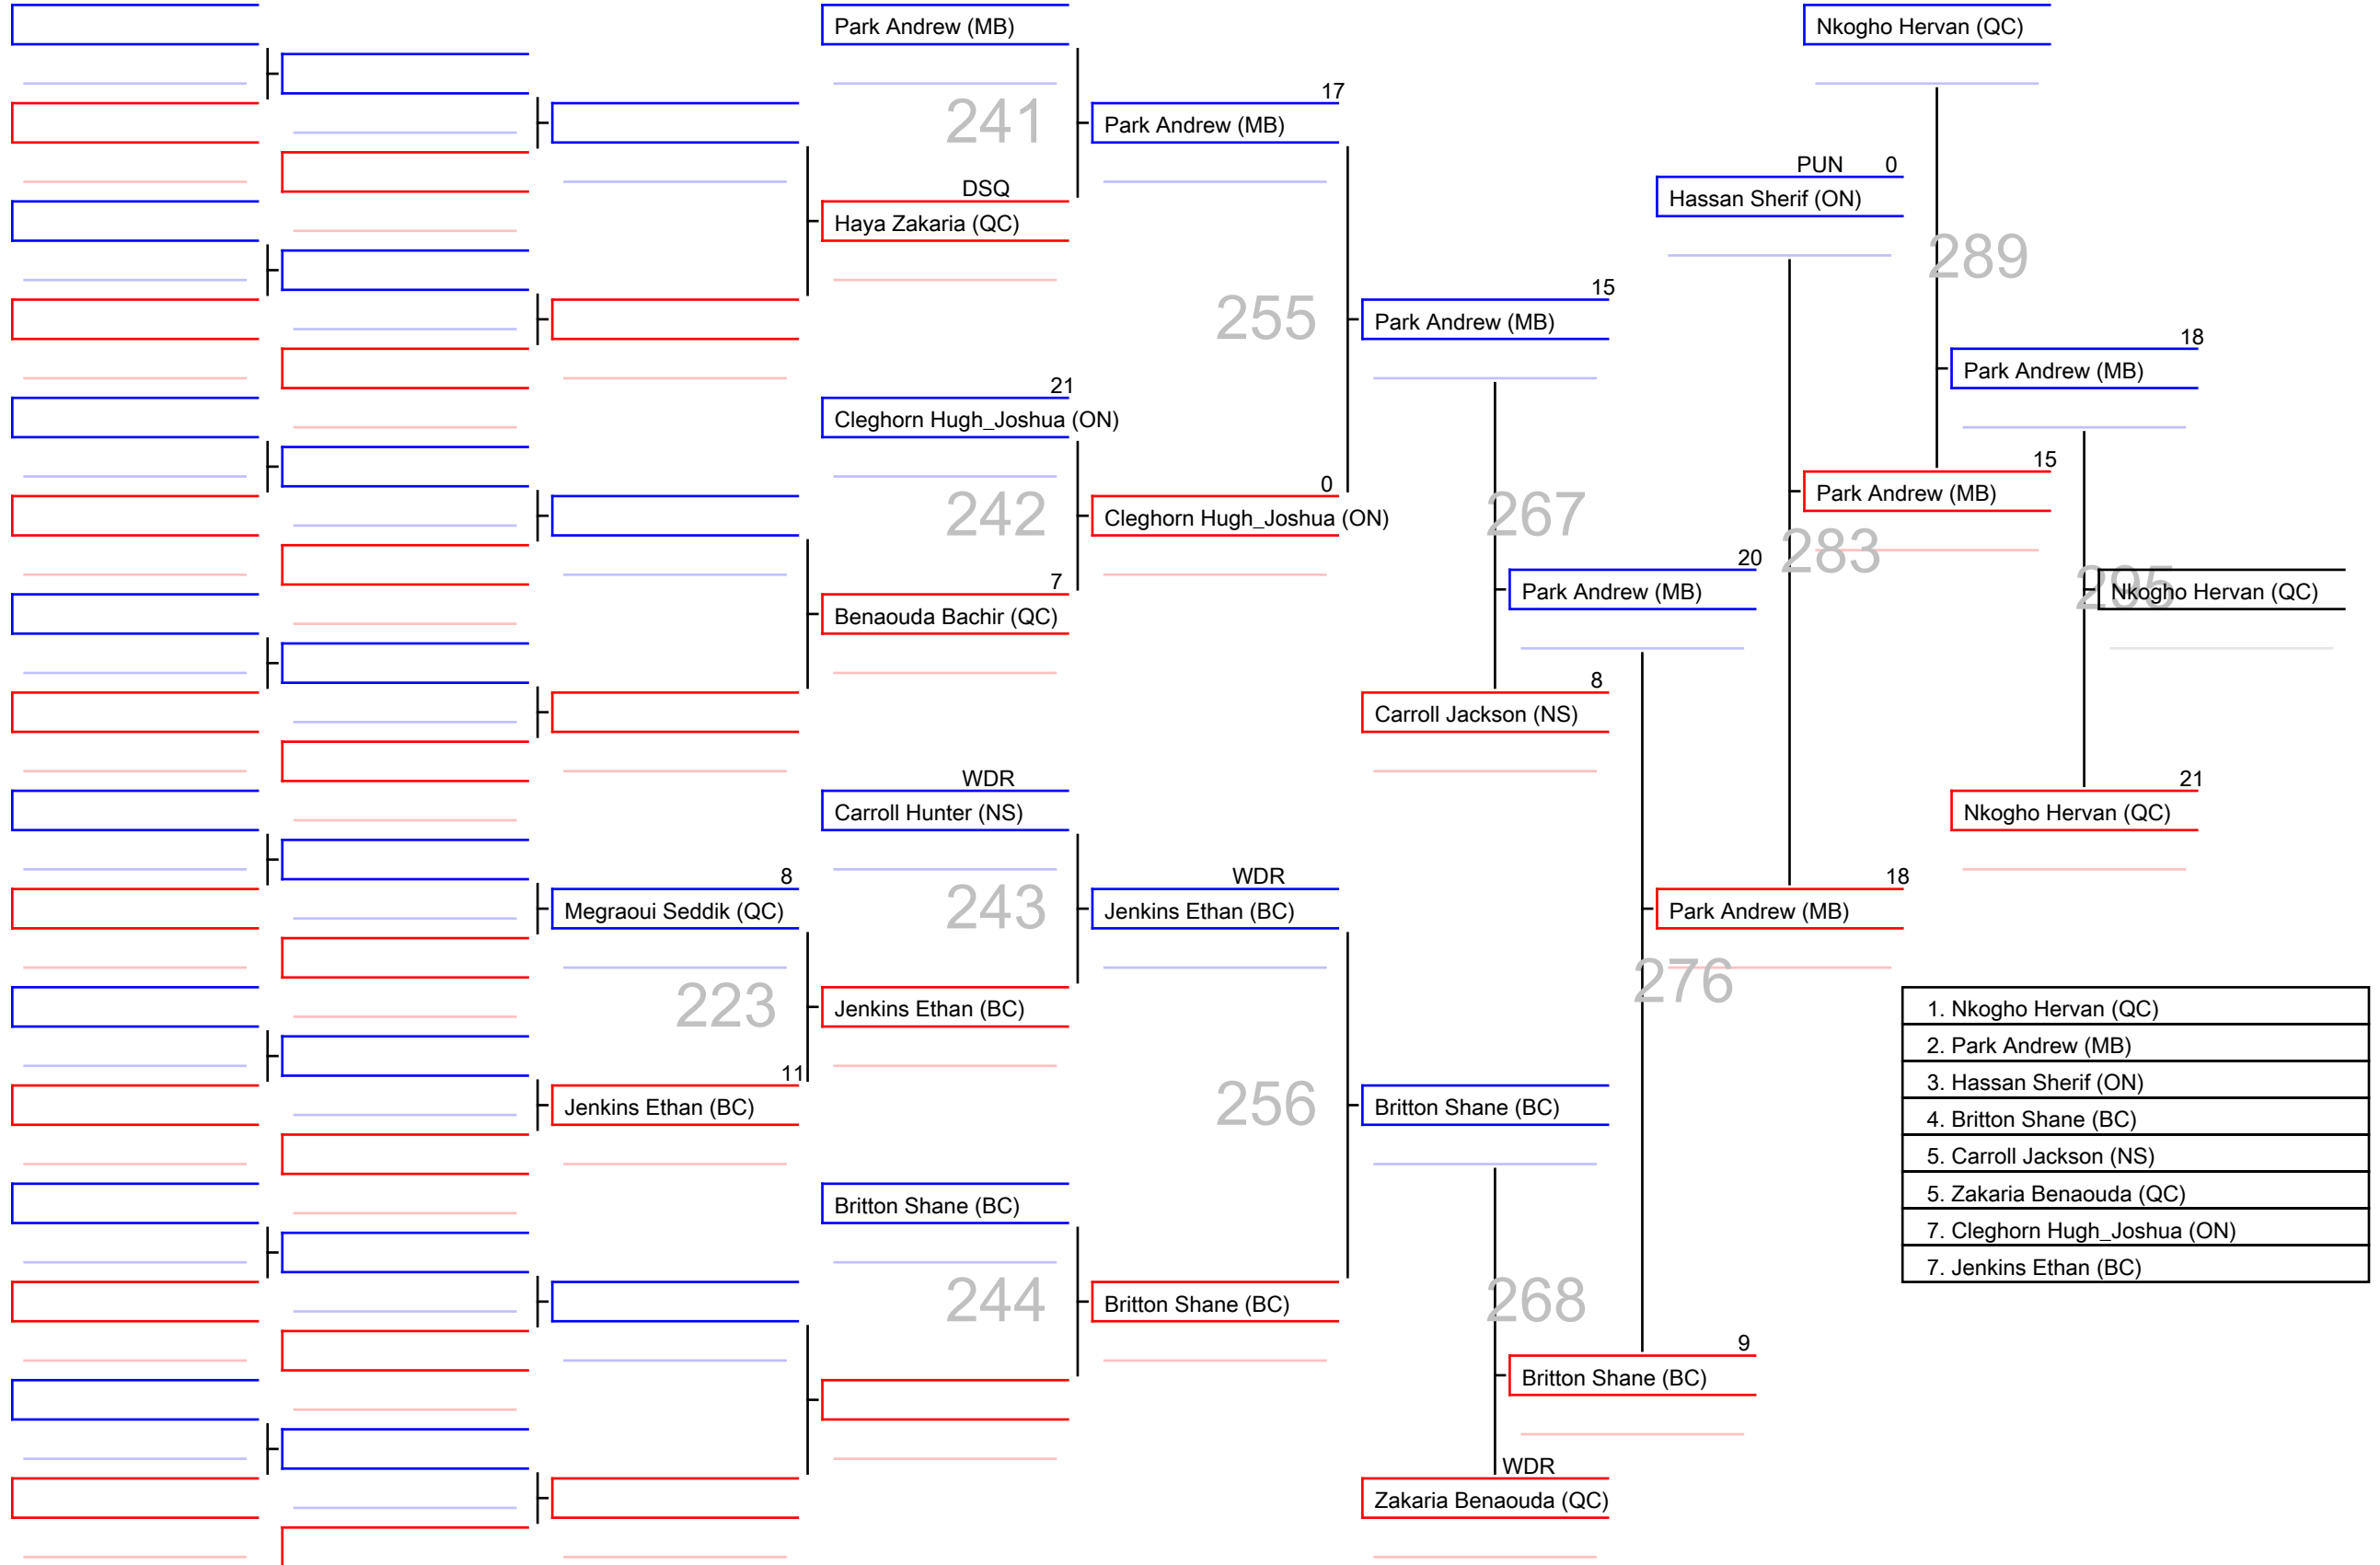 Park Andrew (MB)
Nkogho Hervan (QC)
17
241
Park Andrew (MB)
PUN 0
DSQ
Hassan Sherif (ON)
Haya Zakaria (QC)
289
15
255
Park Andrew (MB)
18
Park Andrew (MB)
21
Cleghorn Hugh_Joshua (ON)
15
0
Park Andrew (MB)
242
Cleghorn Hugh_Joshua (ON)
267
283
20
7
Park Andrew (MB)
Nkogho Hervan (QC)
Benaouda Bachir (QC)
8
Carroll Jackson (NS)
WDR
21
Carroll Hunter (NS)
Nkogho Hervan (QC)
8
WDR
18
Megraoui Seddik (QC)
243
Jenkins Ethan (BC)
Park Andrew (MB)
276
223
Jenkins Ethan (BC)
1. Nkogho Hervan (QC)
2. Park Andrew (MB)
11
3. Hassan Sherif (ON)
Jenkins Ethan (BC)
256
Britton Shane (BC)
4. Britton Shane (BC)
5. Carroll Jackson (NS)
Britton Shane (BC)
5. Zakaria Benaouda (QC)
7. Cleghorn Hugh_Joshua (ON)
7. Jenkins Ethan (BC)
244
Britton Shane (BC)
268
9
Britton Shane (BC)
WDR
Zakaria Benaouda (QC)